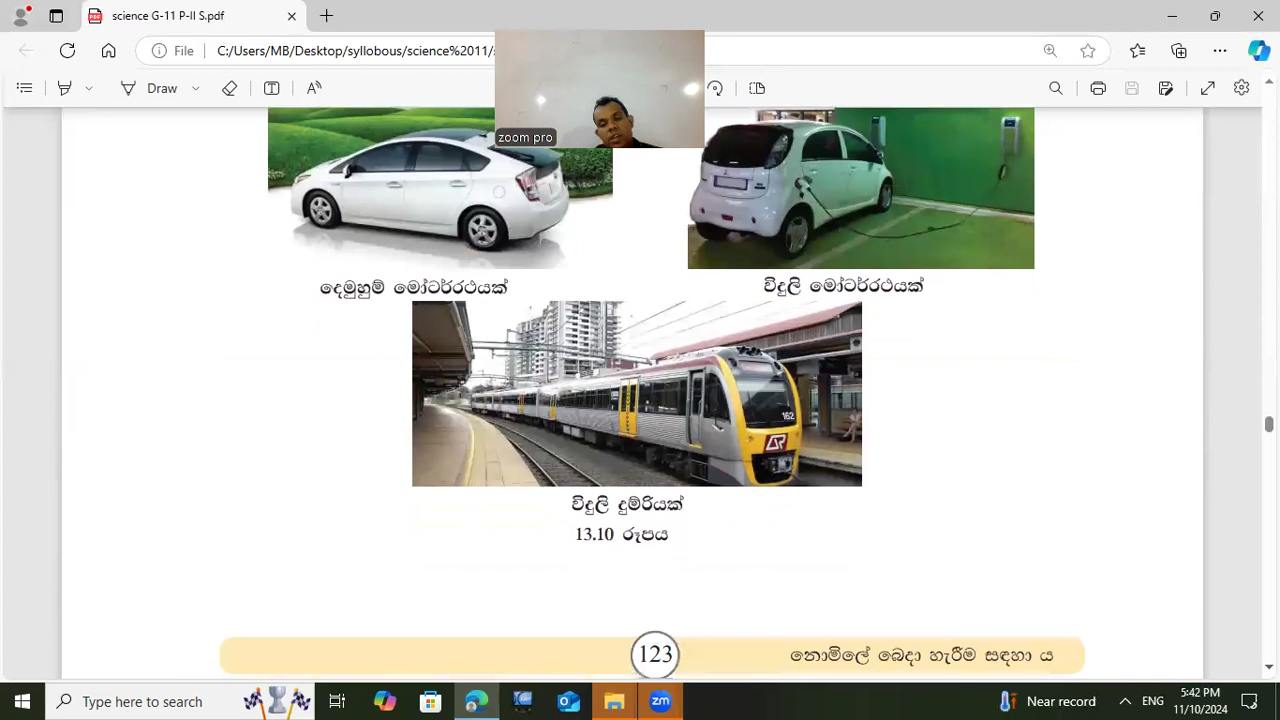 science G-11 P-II S.pdf
File
C:/Users/MB/Desktop/syllobous/science%2011/
Draw
zoom pro
දෙමුහුම් මෝටර්රථයක්
විදුලි මෝටර්රථයක්
162
විදුලි දුම්රියක්
13.10 රූපය
123
නොමිලේ බෙදා හැරීම සඳහා ය
Type here to search
Near record
ENG
5:42 PM
11/10/2024